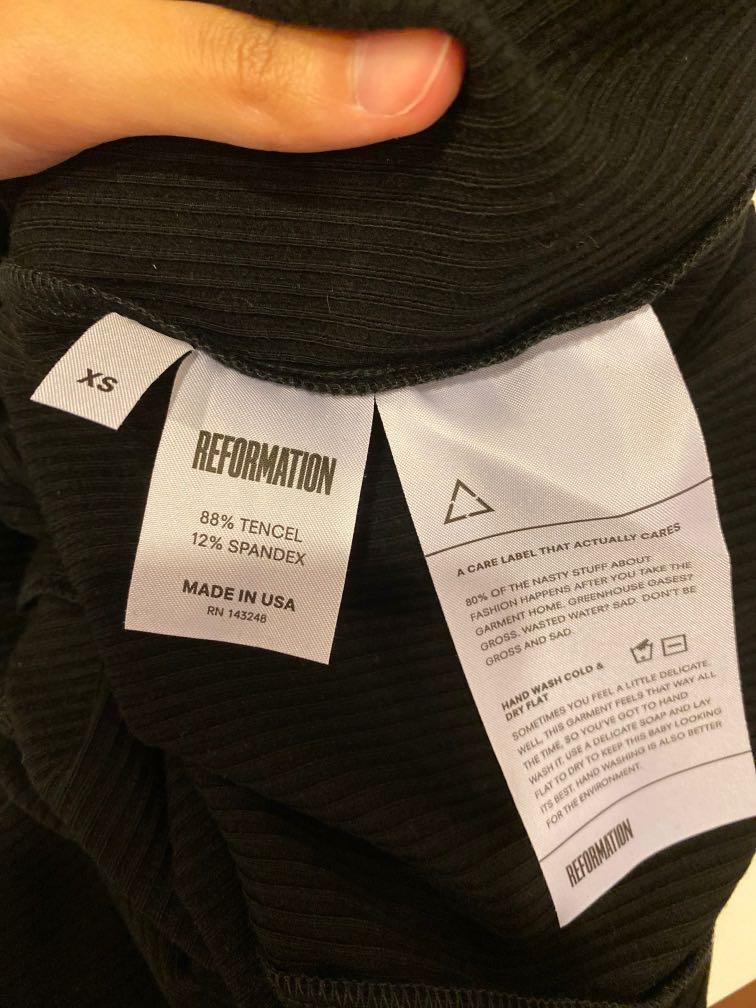 XS
REFORMATION
88% TENCEL
12% SPANDEX
MADE IN USA
RN 143248
A CARE LABEL THAT ACTUALLY CARES
80% OF THE NASTY STUFF ABOUT
FASHION HAPPENS AFTER YOU TAKE THE
GARMENT HOME. GREENHOUSE GASES?
GROSS. WASTED WATER? SAD. DON'T BE
GROSS AND SAD.
HAND WASH COLD &
DRY FLAT
SOMETIMES YOU FEEL A LITTLE DELICATE.
WELL, THIS GARMENT FEELS THAT WAY ALL
THE TIME, SO YOU'VE GOT TO HAND
WASH IT. USE A DELICATE SOAP AND LAY
FLAT TO DRY TO KEEP THIS BABY LOOKING
ITS BEST. HAND WASHING IS ALSO BETTER
FOR THE ENVIRONMENT.
REFORMATION